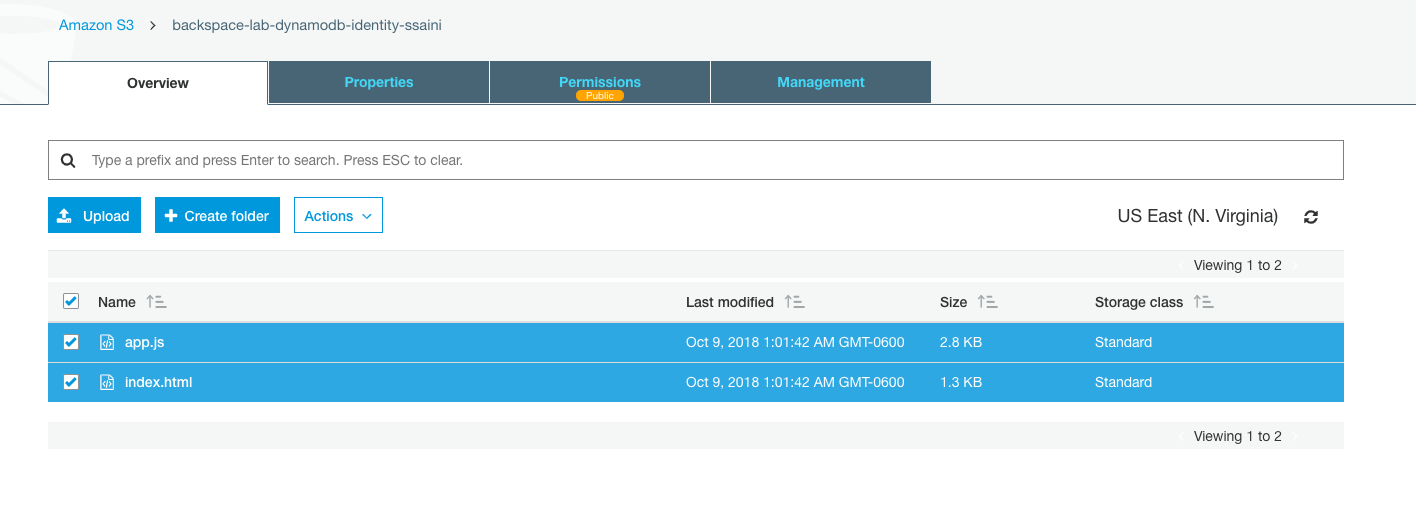 Amazon S3 > backspace-lab-dynamodb-identity-ssaini
Overview Properties Permissions Management
Public
Type a prefix and press Enter to search. Press ESC to clear.
Upload Create folder Actions US East (N. Virginia)
Viewing 1 to 2
Name Last modified Size Storage class
app.js Oct 9, 2018 1:01:42 AM GMT-0600 2.8 KB Standard
index.html Oct 9, 2018 1:01:42 AM GMT-0600 1.3 KB Standard
Viewing 1 to 2